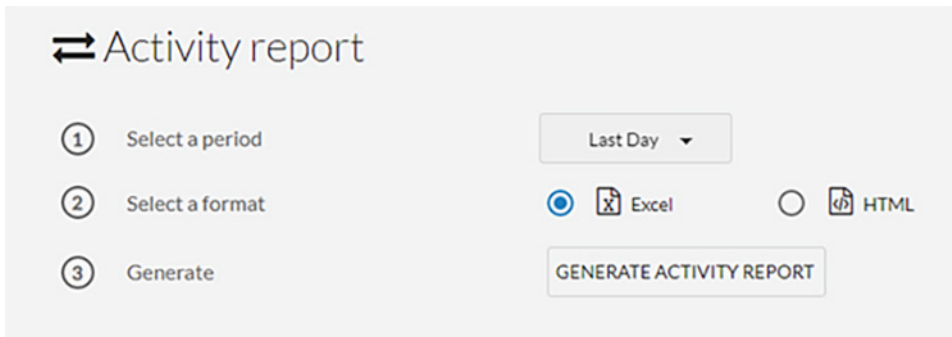 Activity report
1 Select a period Last Day
2 Select a format Excel HTML
3 Generate GENERATE ACTIVITY REPORT